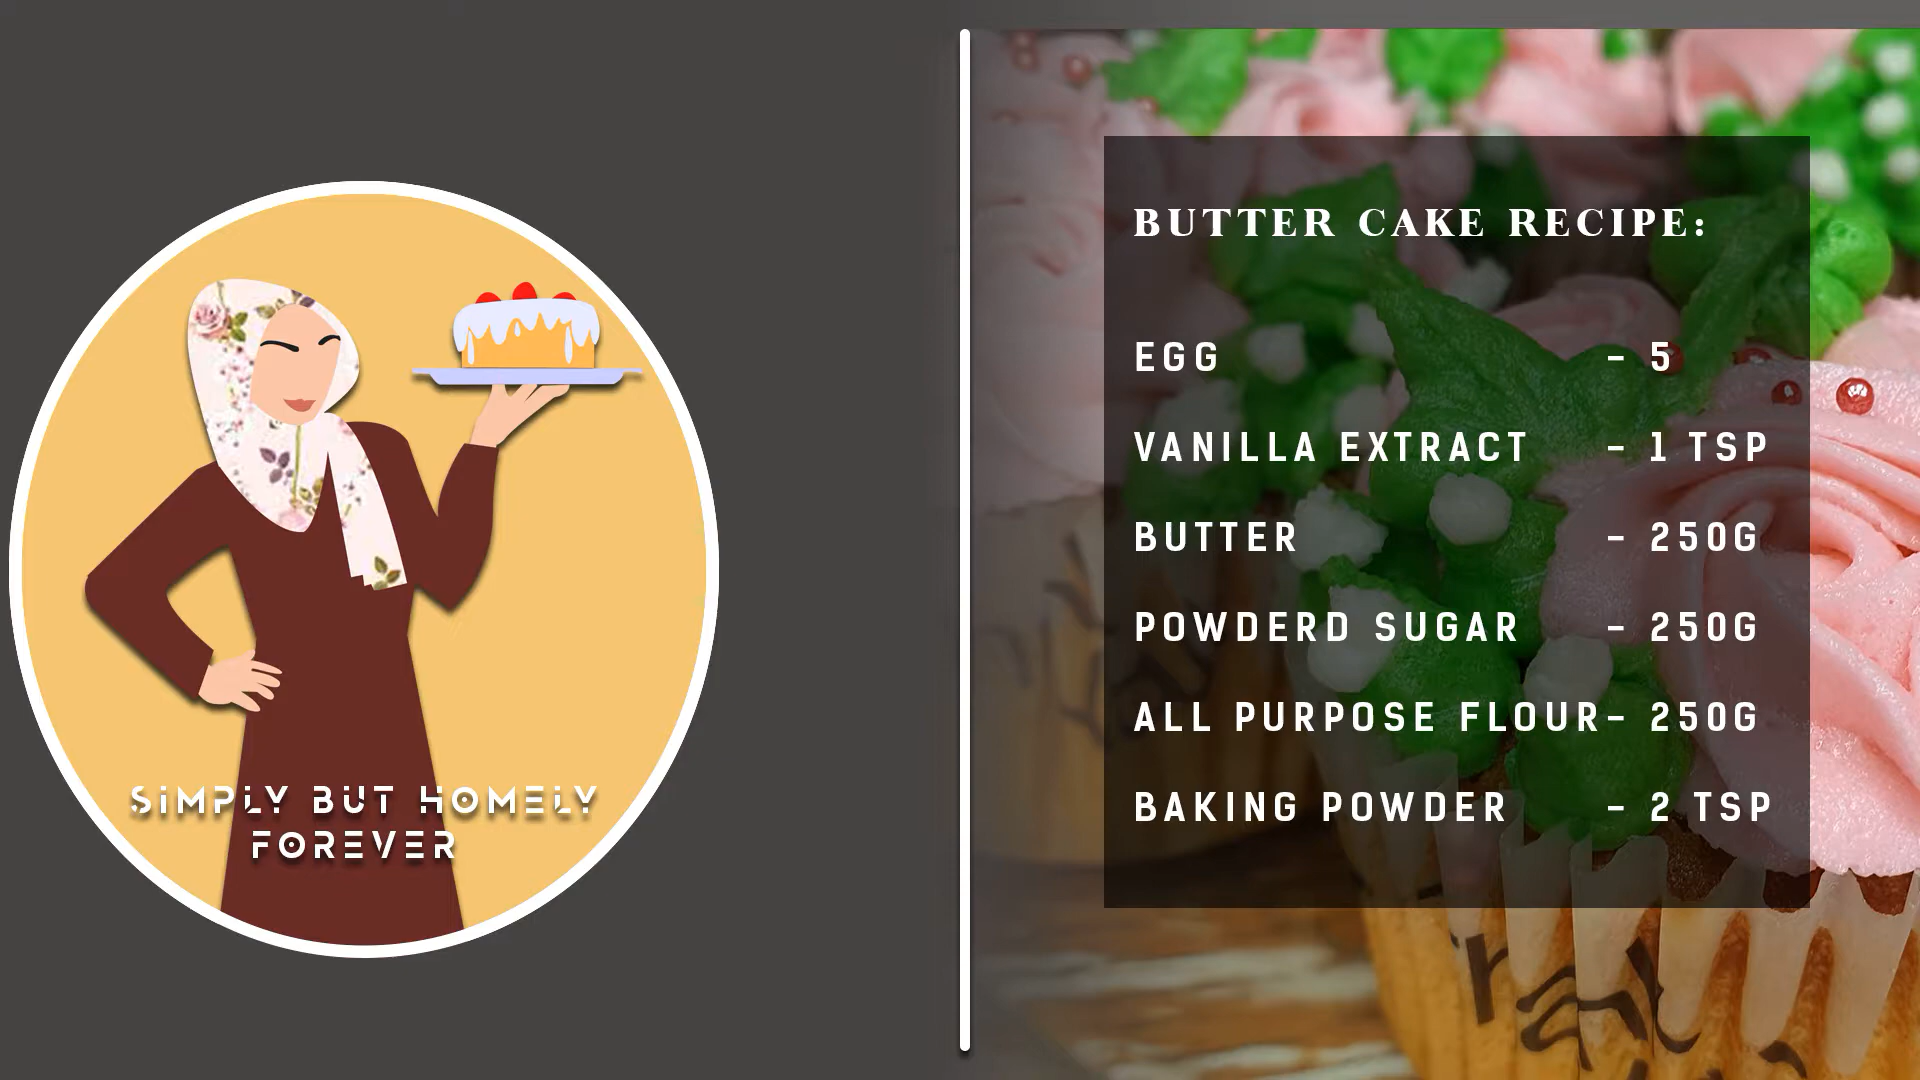 SiMPLY BUT HOMELY
FOREVER
BUTTER CAKE RECIPE:
EGG - 5
VANILLA EXTRACT - 1 TSP
BUTTER - 250G
POWDERD SUGAR - 250G
ALL PURPOSE FLOUR- 250G
BAKING POWDER - 2 TSP